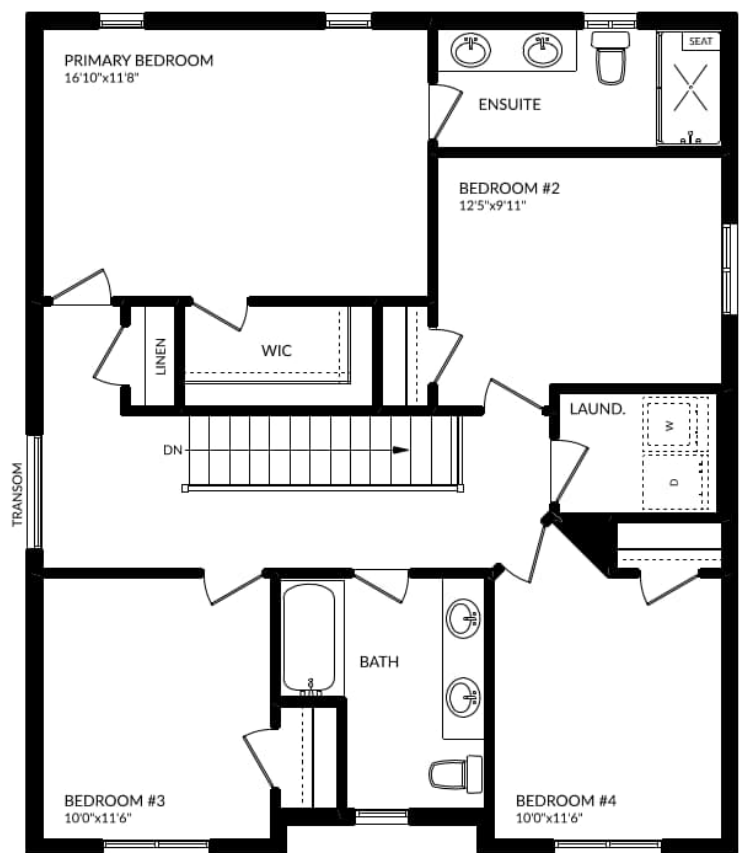 PRIMARY BEDROOM
16'10"x11'8"
SEAT
ENSUITE
BEDROOM #2
12'5"x9'11"
LINEN
WIC
LAUND.
W
D
DN
TRANSOM
BATH
BEDROOM #3
10'0"x11'6"
BEDROOM #4
10'0"x11'6"